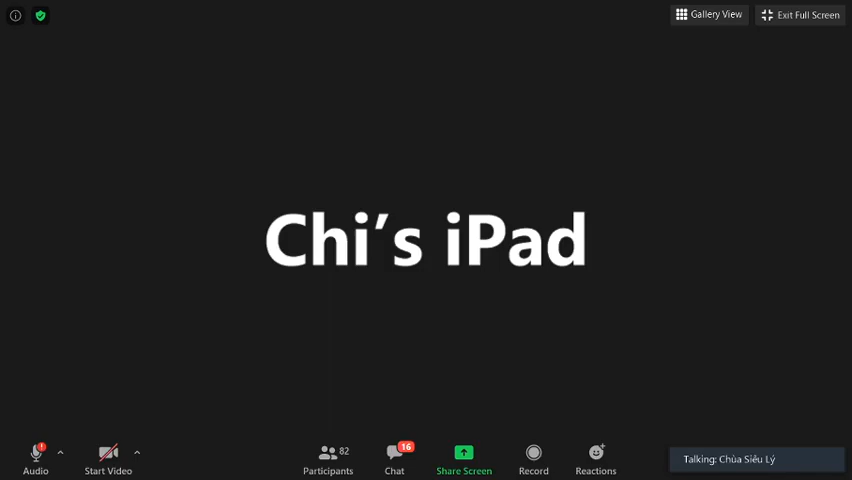 Gallery View
Exit Full Screen
Chi's iPad
82
16
Audio
Start Video
Participants
Chat
Share Screen
Record
Reactions
Talking: Chùa Siêu Lý